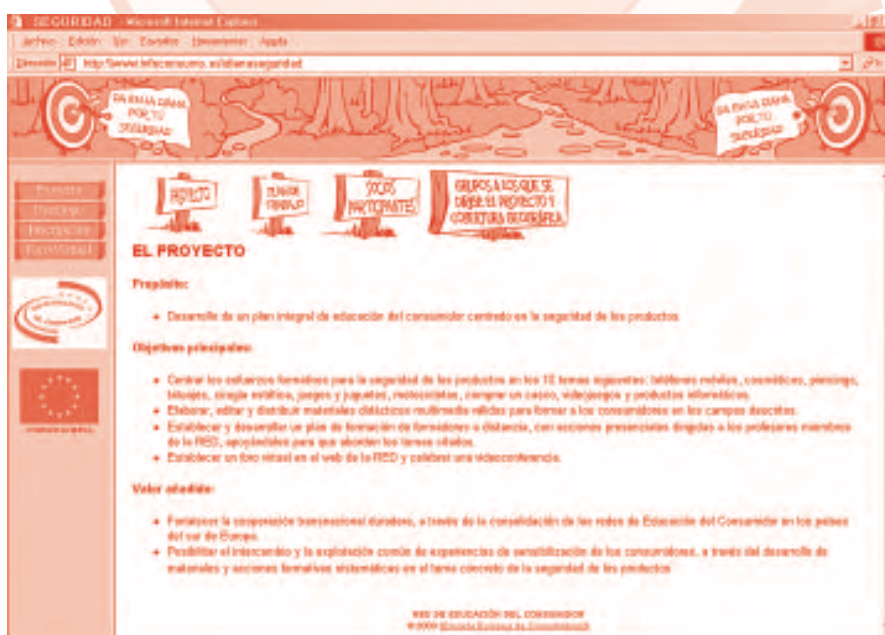 SEGURIDAD - Microsoft Internet Explorer
Archivo Edición Ver Favoritos Herramientas Ayuda
Dirección
DA EN LA DIANA
POR TU
SEGURIDAD
DA EN LA DIANA
POR TU
SEGURIDAD
PROYECTO
TRABAJO
SOCIOS
PARTICIPANTES
GRUPOS A LOS QUE SE
DIRIGE EL PROYECTO Y
COBERTURA GEOGRÁFICA
Proyecto
Inscripción
Foro Virtual
EL PROYECTO
Propósito:
Desarrollo de un plan integral de educación del consumidor centrado en la seguridad de los productos.
Objetivos principales:
Centrar los esfuerzos formativos para la seguridad de los productos en los 10 temas siguientes: teléfonos móviles, cosméticos, piercings,
tatuajes, cirugía estética, juegos y juguetes, motocicletas, comprar un casco, videojuegos y productos informáticos.
Elaborar, editar y distribuir materiales didácticos multimedia válidos para formar a los consumidores en los campos descritos.
Establecer y desarrollar un plan de formación de formadores a distancia, con acciones presenciales dirigidas a los profesores miembros
de la RED, apoyándoles para que aborden los temas citados.
Establecer un foro virtual en el web de la RED y celebrar una videoconferencia.
Valor añadido:
Fortalecer la cooperación transnacional duradera, a través de la consolidación de las redes de Educación del Consumidor en los países
del sur de Europa.
Posibilitar el intercambio y la explotación común de experiencias de sensibilización de los consumidores, a través del desarrollo de
materiales y acciones formativas sistemáticas en el tema concreto de la seguridad de los productos
RED DE EDUCACIÓN DEL CONSUMIDOR